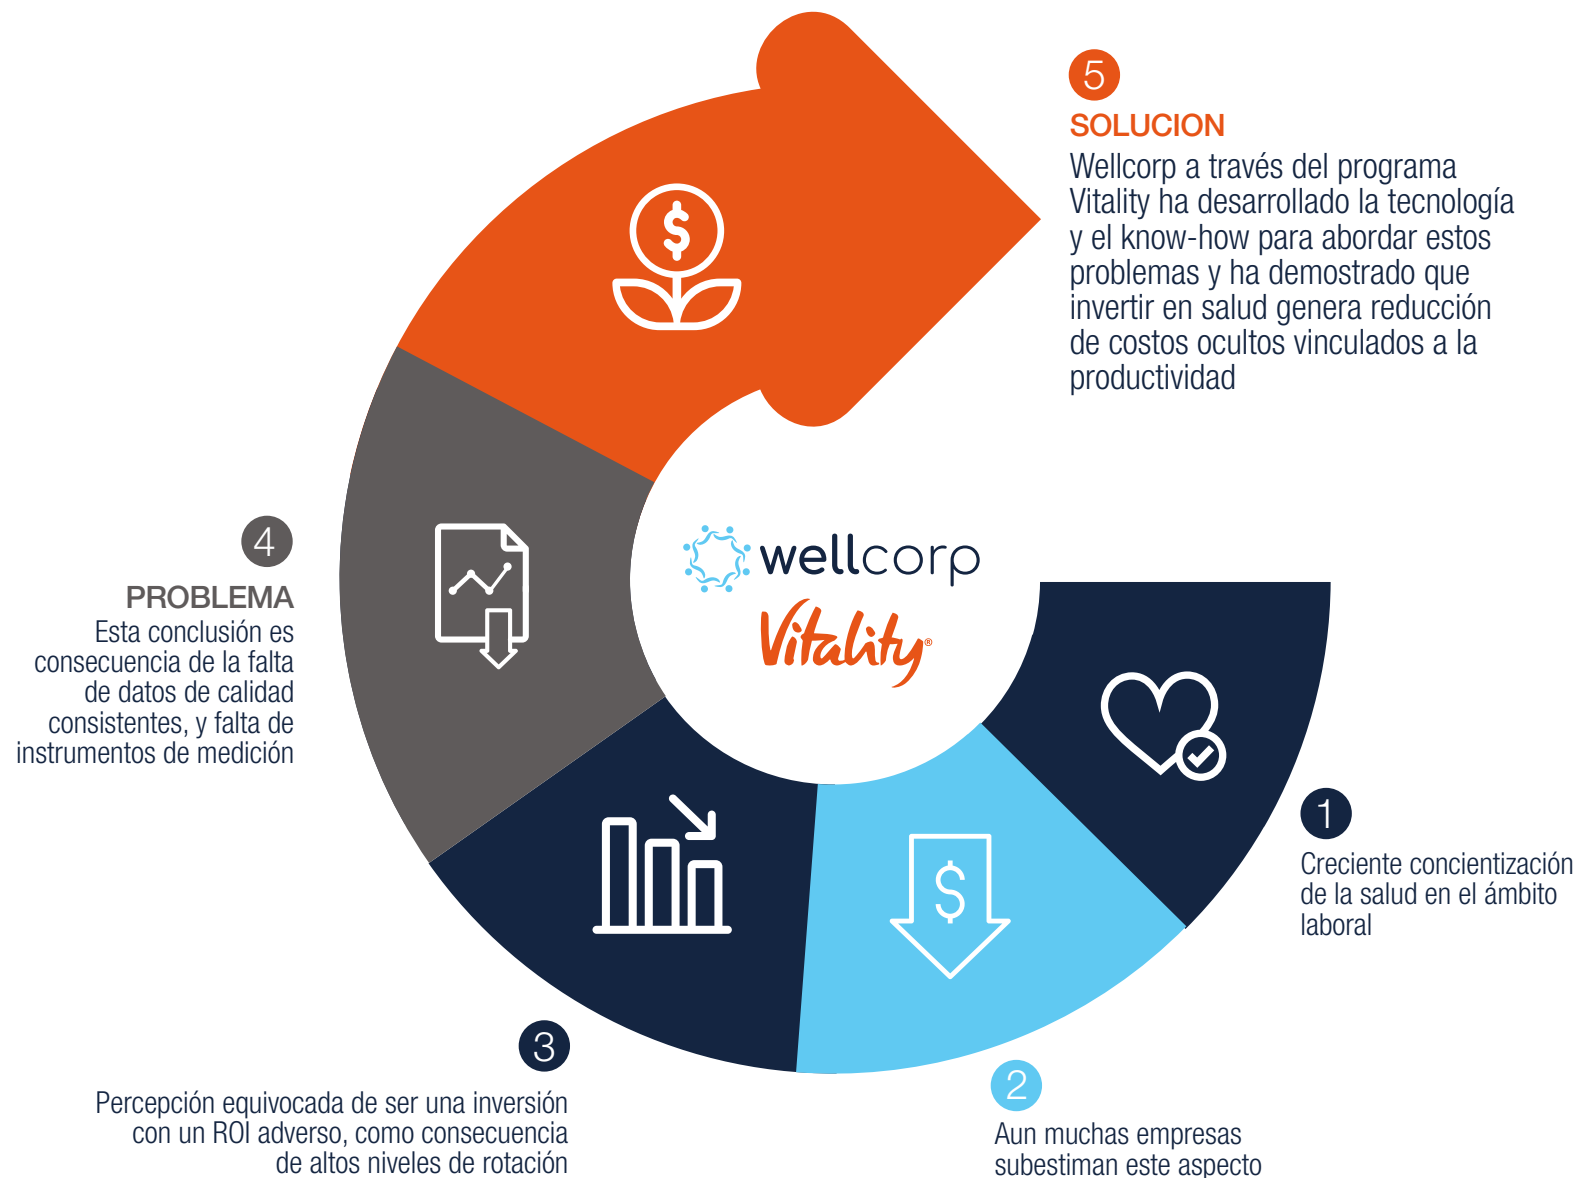 5
SOLUCION
Wellcorp a través del programa
Vitality ha desarrollado la tecnología
y el know-how para abordar estos
problemas y ha demostrado que
invertir en salud genera reducción
de costos ocultos vinculados a la
productividad
$
4
PROBLEMA
Esta conclusión es
consecuencia de la falta
de datos de calidad
consistentes, y falta de
instrumentos de medición
wellcorp
Vitality®
1
Creciente concientización
de la salud en el ámbito
laboral
$
3
Percepción equivocada de ser una inversión
con un ROI adverso, como consecuencia
de altos niveles de rotación
2
Aun muchas empresas
subestiman este aspecto